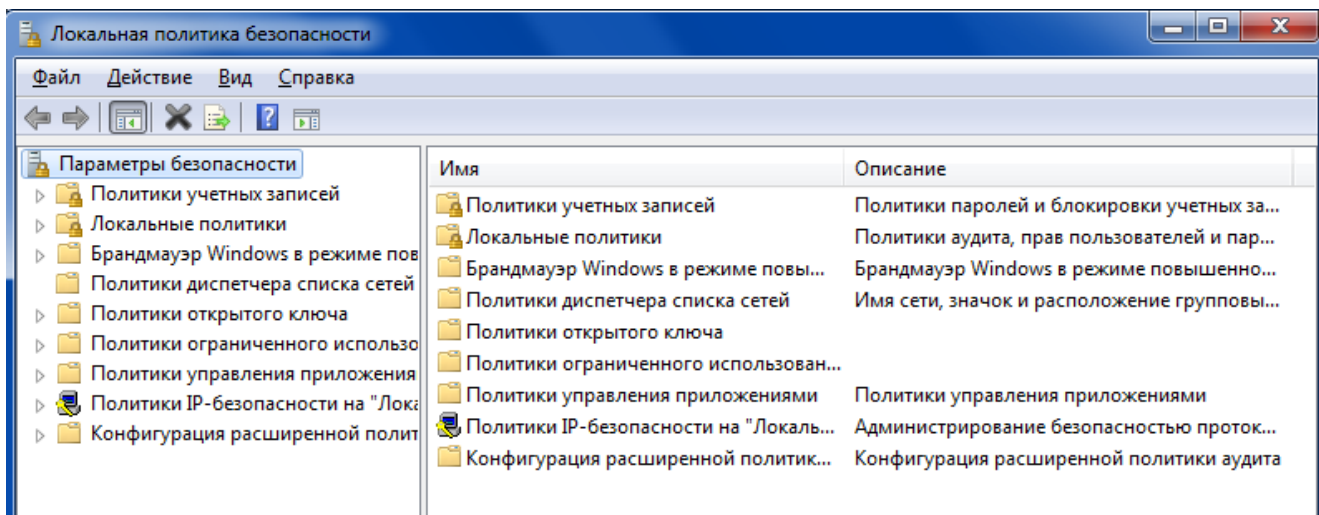 Локальная политика безопасности
Файл Действие Вид Справка
Параметры безопасности
Политики учетных записей
Локальные политики
Брандмауэр Windows в режиме пов
Политики диспетчера списка сетей
Политики открытого ключа
Политики ограниченного использо
Политики управления приложения
Политики IP-безопасности на "Лока
Конфигурация расширенной полит
Имя Описание
Политики учетных записей Политики паролей и блокировки учетных за...
Локальные политики Политики аудита, прав пользователей и пар...
Брандмауэр Windows в режиме повы... Брандмауэр Windows в режиме повышенно...
Политики диспетчера списка сетей Имя сети, значок и расположение групповы...
Политики открытого ключа
Политики ограниченного использован...
Политики управления приложениями Политики управления приложениями
Политики IP-безопасности на "Локаль... Администрирование безопасностью проток...
Конфигурация расширенной политик... Конфигурация расширенной политики аудита